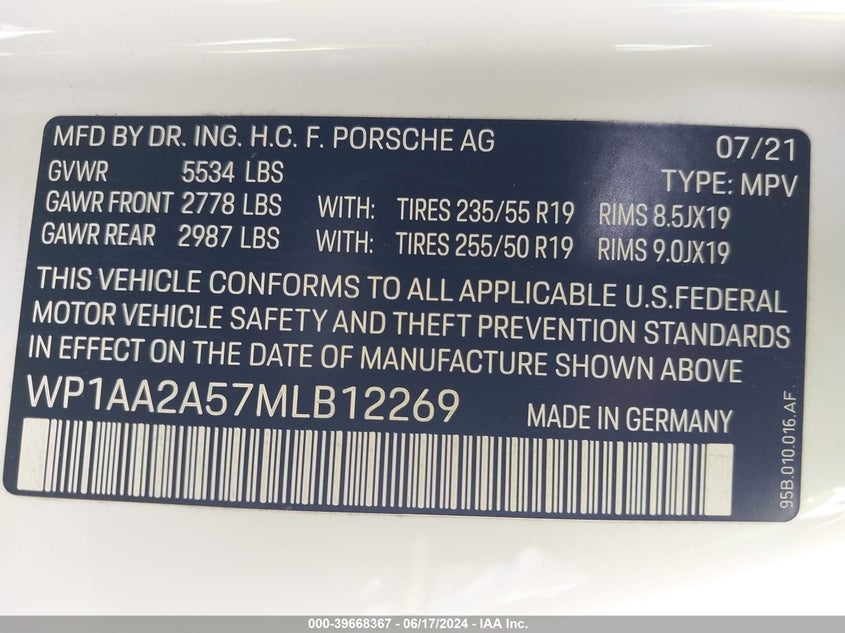 MFD BY DR. ING. H.C. F. PORSCHE AG 07/21
GVWR 5534 LBS TYPE: MPV
GAWR FRONT 2778 LBS WITH: TIRES 235/55 R19 RIMS 8.5JX19
GAWR REAR 2987 LBS WITH: TIRES 255/50 R19 RIMS 9.0JX19
THIS VEHICLE CONFORMS TO ALL APPLICABLE U.S.FEDERAL
MOTOR VEHICLE SAFETY AND THEFT PREVENTION STANDARDS
IN EFFECT ON THE DATE OF MANUFACTURE SHOWN ABOVE
WP1AA2A57MLB12269 MADE IN GERMANY
95B.010.016.AF
000-39668367 - 06/17/2024 - IAA Inc.